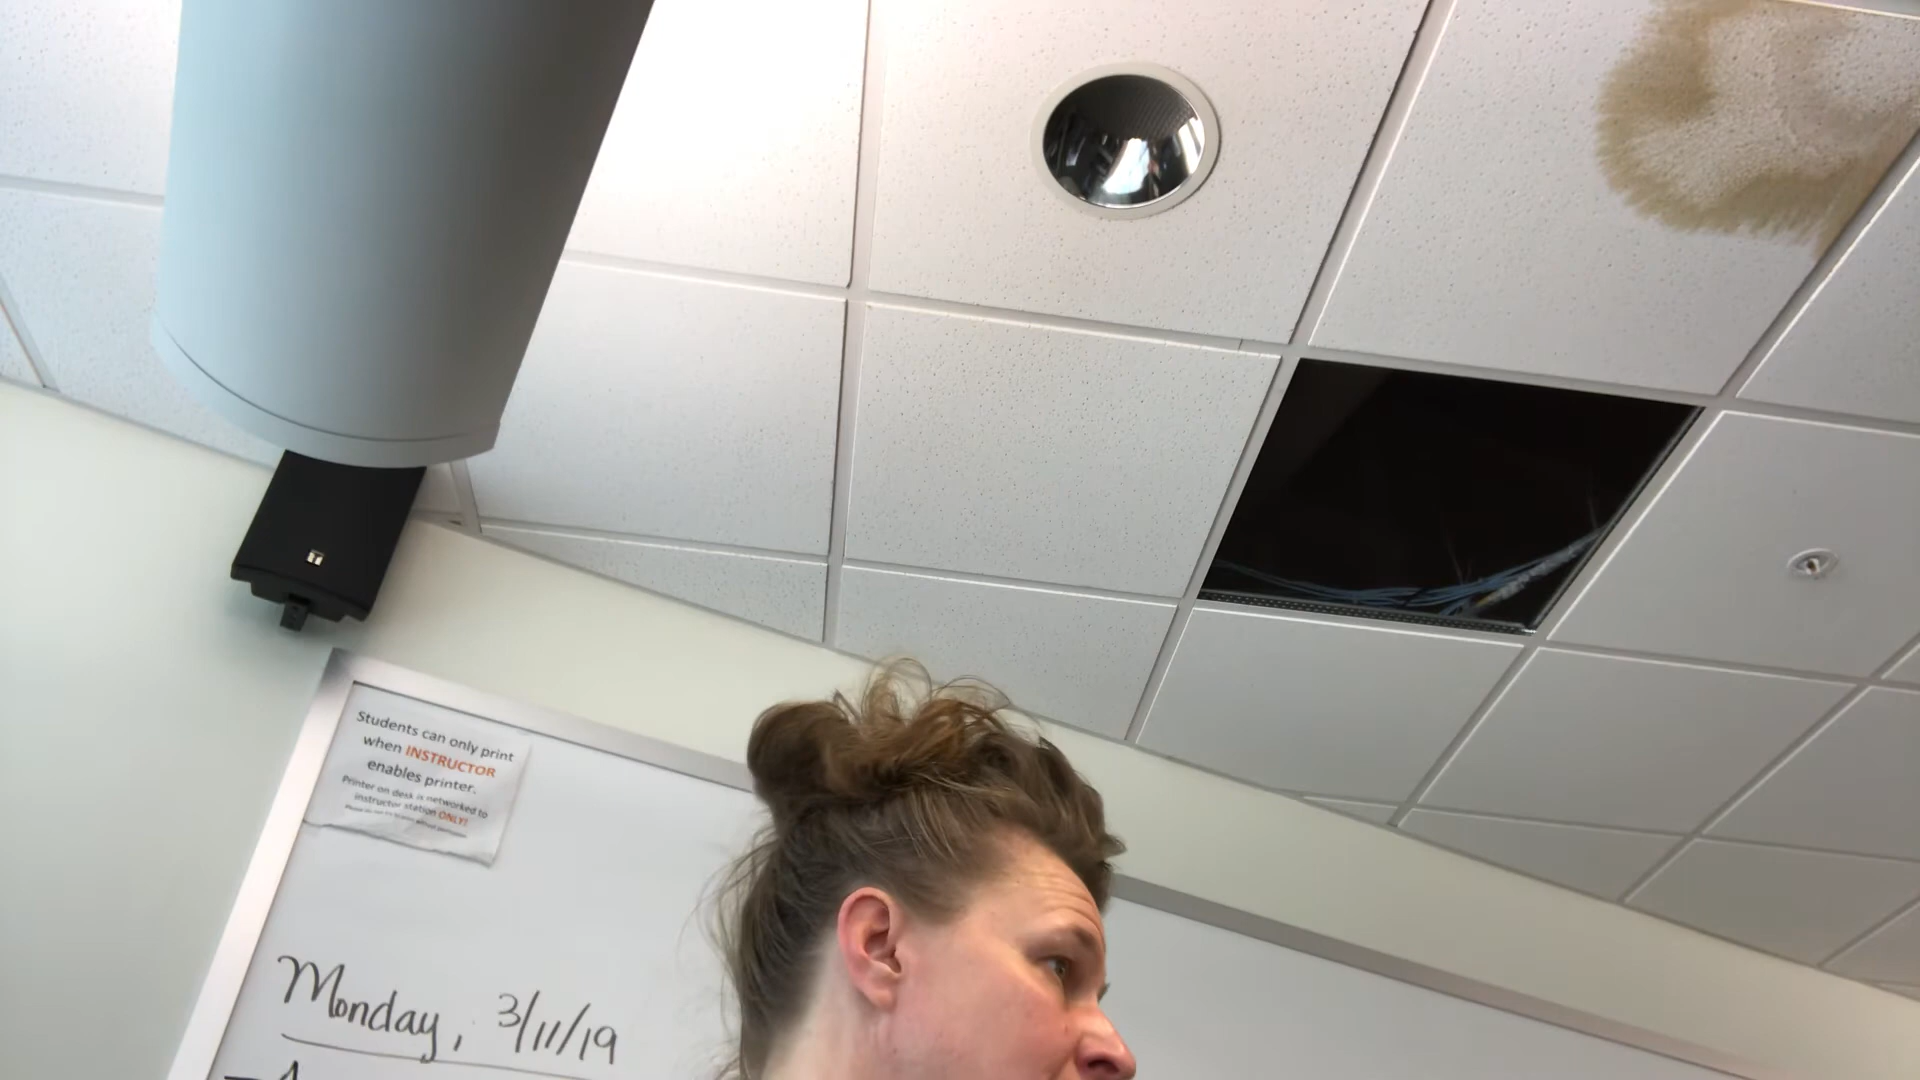 Students can only print
when INSTRUCTOR
enables printer.
Printer on desk is networked to
instructor station ONLY!
Monday, 3/11/19